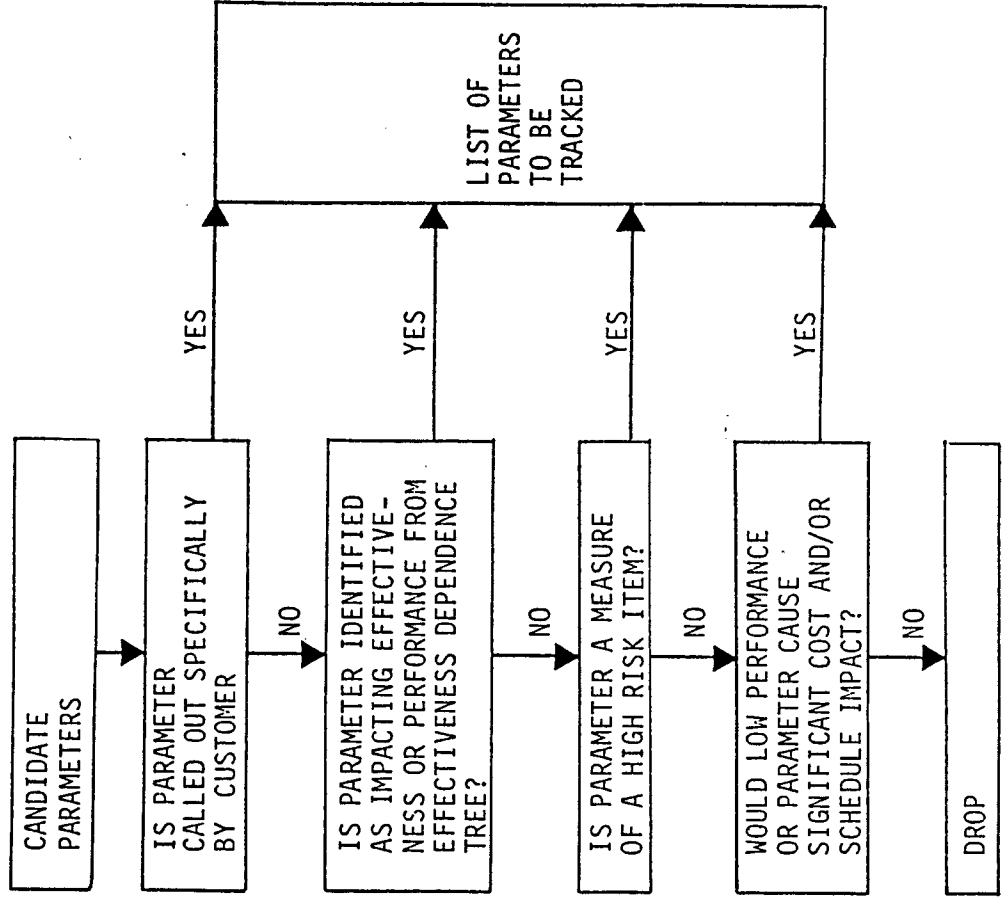 CANDIDATE
PARAMETERS
IS PARAMETER
CALLED OUT SPECIFICALLY
BY CUSTOMER
YES
NO
IS PARAMETER IDENTIFIED
AS IMPACTING EFFECTIVE-
NESS OR PERFORMANCE FROM
EFFECTIVENESS DEPENDENCE
TREE?
YES
NO
IS PARAMETER A MEASURE
OF A HIGH RISK ITEM?
YES
NO
WOULD LOW PERFORMANCE
OR PARAMETER CAUSE
SIGNIFICANT COST AND/OR
SCHEDULE IMPACT?
YES
NO
DROP
LIST OF
PARAMETERS
TO BE
TRACKED